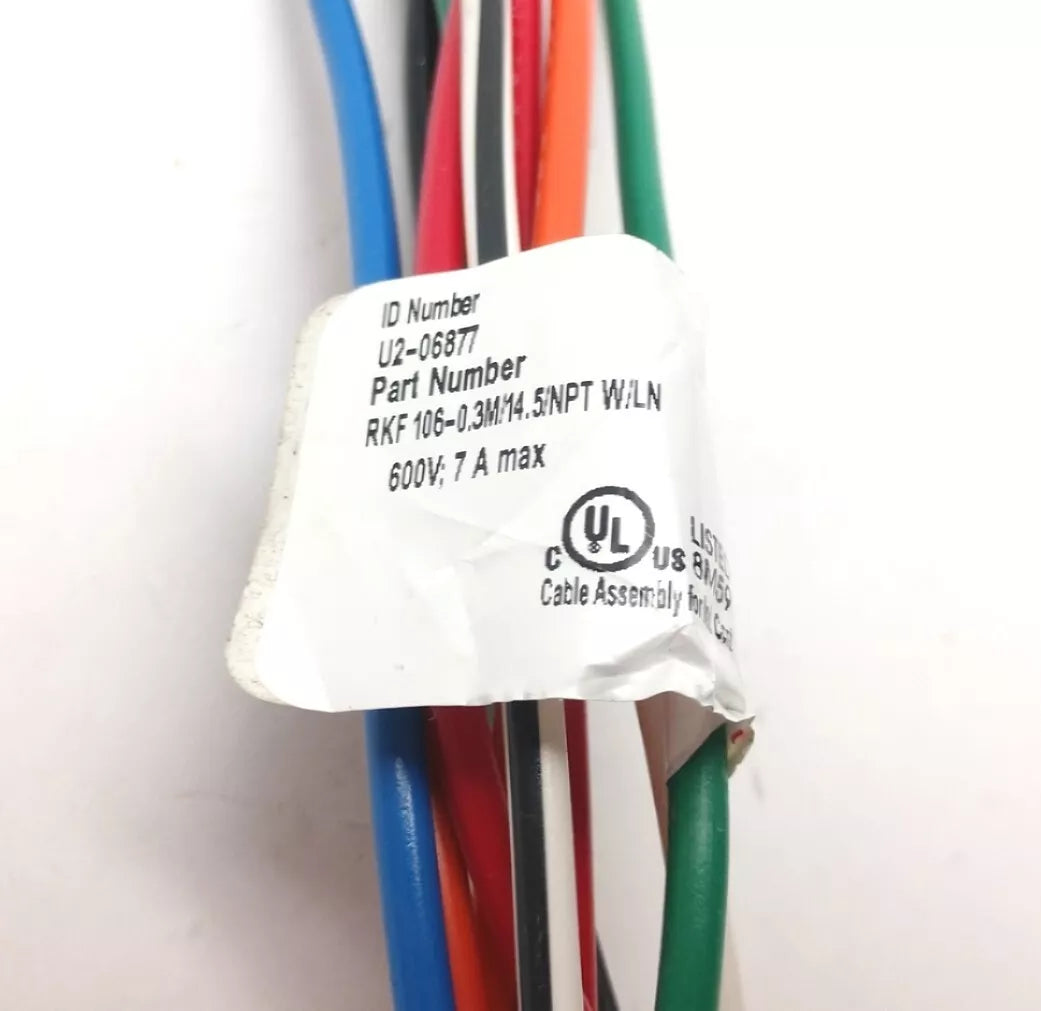 ID Number
U2-06877
Part Number
RKF 106-0.3M/14.5/NPT W/LN
600V; 7 A max
C UL US
Cable Assembly for